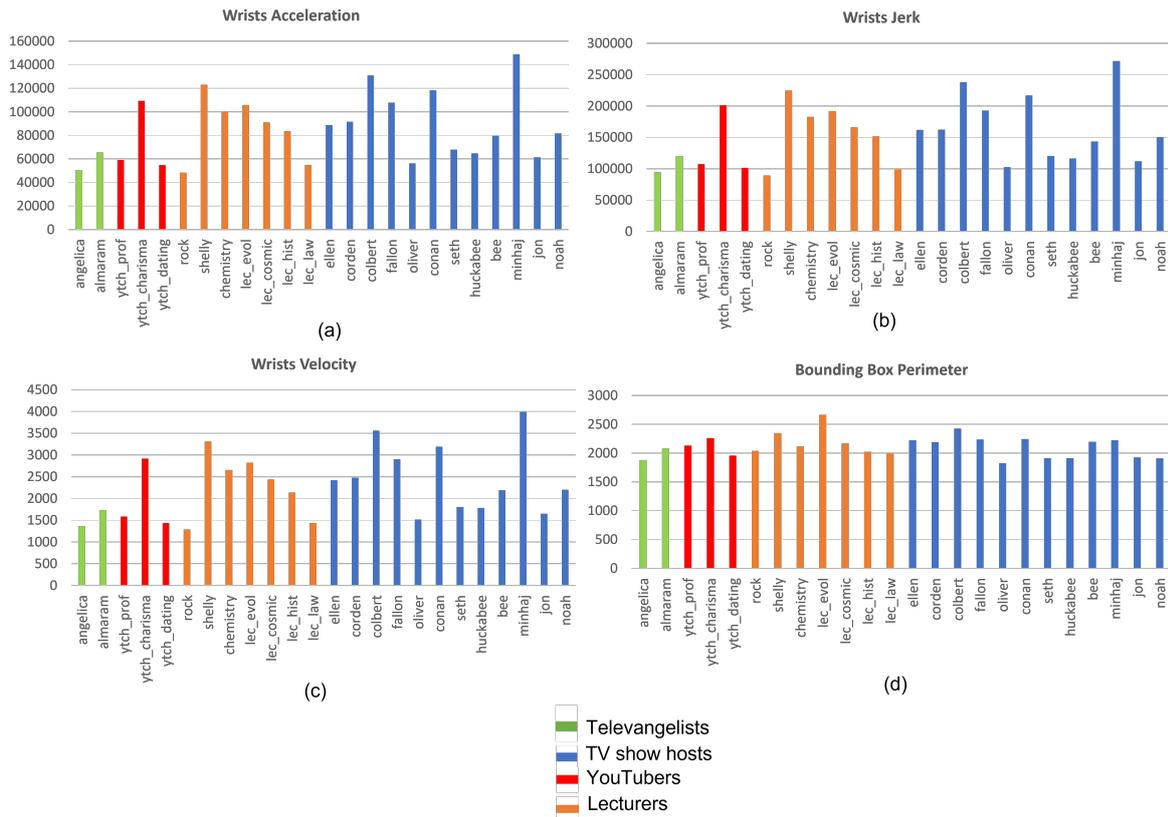 Wrists Acceleration
160000
140000
120000
100000
80000
60000
40000
20000
0
angelica
almaram
ytch_prof
ytch_charisma
ytch_dating
rock
shelly
chemistry
lec_evol
lec_cosmic
lec_hist
lec_law
ellen
corden
colbert
fallon
oliver
conan
seth
huckabee
bee
minhaj
jon
noah
(a)
Wrists Jerk
300000
250000
200000
150000
100000
50000
0
angelica
almaram
ytch_prof
ytch_charisma
ytch_dating
rock
shelly
chemistry
lec_evol
lec_cosmic
lec_hist
lec_law
ellen
corden
colbert
fallon
oliver
conan
seth
huckabee
bee
minhaj
jon
noah
(b)
Wrists Velocity
4500
4000
3500
3000
2500
2000
1500
1000
500
0
angelica
almaram
ytch_prof
ytch_charisma
ytch_dating
rock
shelly
chemistry
lec_evol
lec_cosmic
lec_hist
lec_law
ellen
corden
colbert
fallon
oliver
conan
seth
huckabee
bee
minhaj
jon
noah
(c)
Bounding Box Perimeter
3000
2500
2000
1500
1000
500
0
angelica
almaram
ytch_prof
ytch_charisma
ytch_dating
rock
shelly
chemistry
lec_evol
lec_cosmic
lec_hist
lec_law
ellen
corden
colbert
fallon
oliver
conan
seth
huckabee
bee
minhaj
jon
noah
(d)
Televangelists
TV show hosts
YouTubers
Lecturers